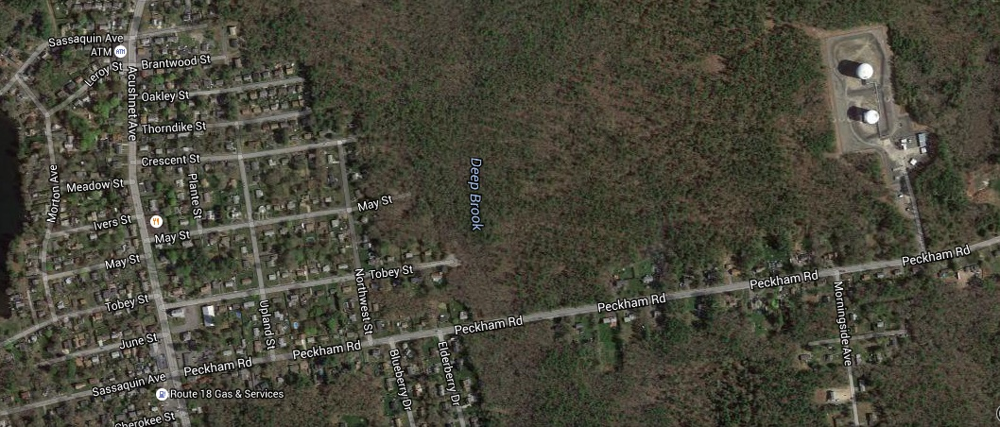 Sassaquin Ave
ATM
Leroy St
Brantwood St
Acushnet Ave
Oakley St
Thorndike St
Crescent St
Morton Ave
Meadow St
Plante St
Deep Brook
May St
Ivers St
May St
May St
Tobey St
Tobey St
Northwest St
Upland St
June St
Peckham Rd
Peckham Rd
Peckham Rd
Peckham Rd
Peckham Rd
Peckham Rd
Morningside Ave
Blueberry Dr
Elderberry Dr
Sassaquin Ave
Route 18 Gas & Services
Cherokee St